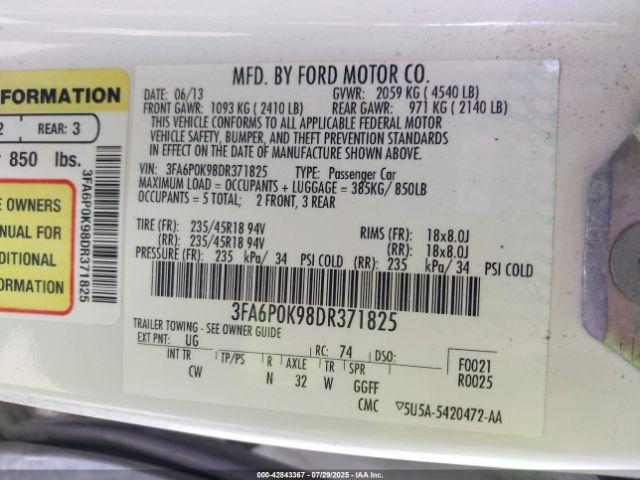 FORMATION
2 REAR: 3
850 lbs.
E OWNERS
NUAL FOR
DITIONAL
ORMATION
3FA6P0K98DR371825
MFD. BY FORD MOTOR CO.
DATE: 06/13 GVWR: 2059 KG ( 4540 LB)
FRONT GAWR: 1093 KG ( 2410 LB) REAR GAWR: 971 KG ( 2140 LB)
THIS VEHICLE CONFORMS TO ALL APPLICABLE FEDERAL MOTOR
VEHICLE SAFETY, BUMPER, AND THEFT PREVENTION STANDARDS
IN EFFECT ON THE DATE OF MANUFACTURE SHOWN ABOVE.
VIN: 3FA6P0K98DR371825 TYPE: Passenger Car
MAXIMUM LOAD = OCCUPANTS + LUGGAGE = 385KG/ 850LB
OCCUPANTS = 5 TOTAL; 2 FRONT, 3 REAR
TIRE (FR): 235/45R18 94V RIMS (FR): 18x8.0J
(RR): 235/45R18 94V (RR): 18x8.0J
PRESSURE (FR): 235 kPa/ 34 PSI COLD (RR): 235 kPa/ 34 PSI COLD
3FA6P0K98DR371825
TRAILER TOWING - SEE OWNER GUIDE
EXT PNT: UG RC: 74 DSO: F0021
INT TR TP/PS R AXLE TR SPR R0025
CW N 32 W GGFF
CMC ▽5U5A-5420472-AA
000-42843367 07/29/2025 IAAI.com